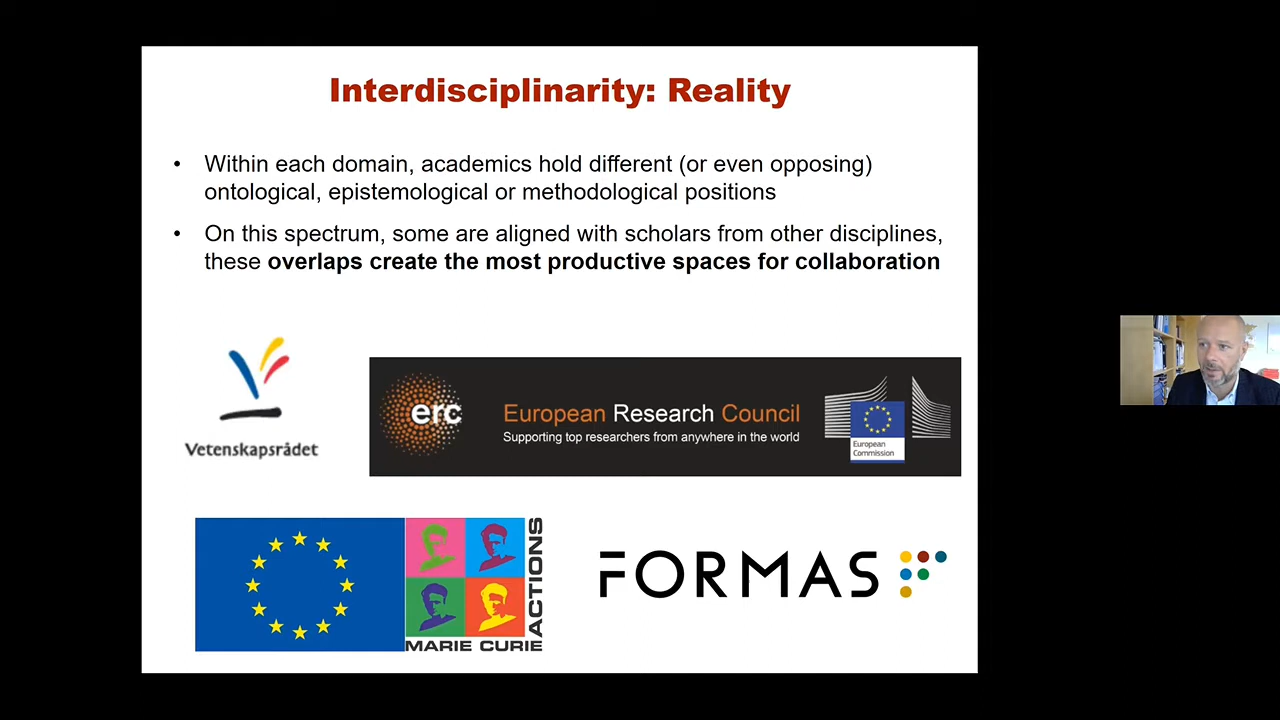 Interdisciplinarity: Reality
• Within each domain, academics hold different (or even opposing)
ontological, epistemological or methodological positions
• On this spectrum, some are aligned with scholars from other disciplines,
these overlaps create the most productive spaces for collaboration
Vetenskapsrådet
erc
European Research Council
Supporting top researchers from anywhere in the world
European
Commission
MARIE CURIE
ACTIONS
FORMAS